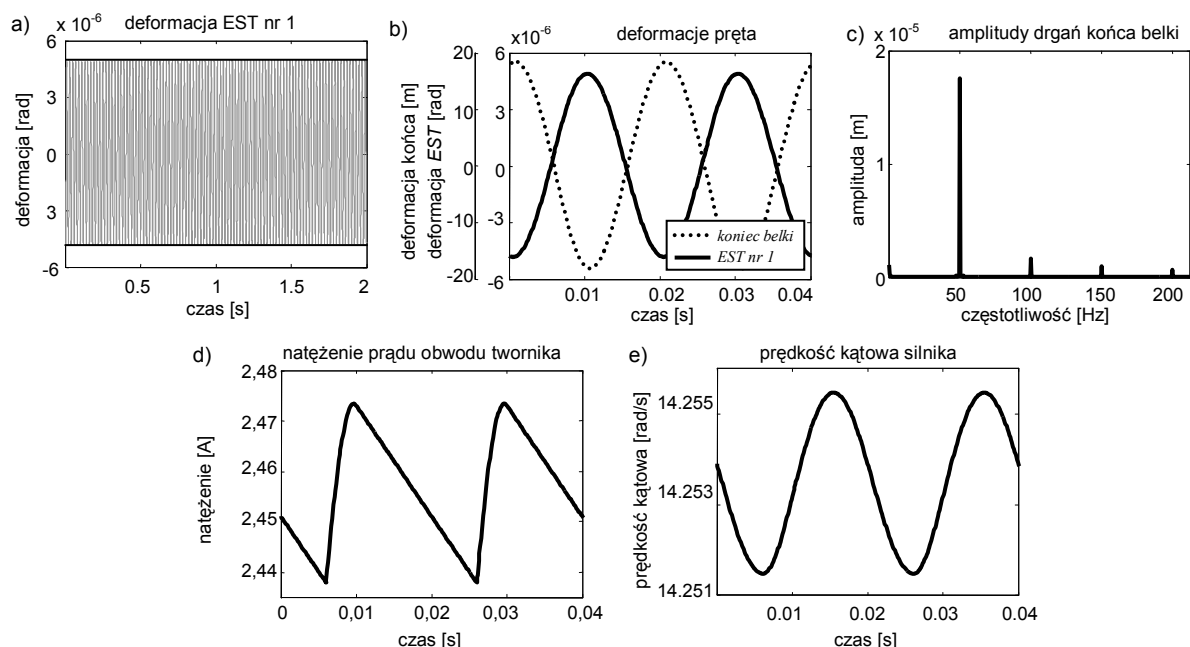 a) deformacja EST nr 1
x 10-6
6
3
0
3
-6
deformacja [rad]
0.5 1 1.5 2
czas [s]
b) deformacje pręta
x10-6
20
10
0
-10
-20
6
3
0
-3
-6
deformacja końca [m]
deformacja EST [rad]
koniec belki
EST nr 1
0.01 0.02 0.03 0.04
czas [s]
c) amplitudy drgań końca belki
x 10-5
2
1
0
amplituda [m]
50 100 150 200
częstotliwość [Hz]
d) natężenie prądu obwodu twornika
2,48
2,47
2,46
2,45
2,44
natężenie [A]
0 0,01 0,02 0,03 0,04
czas [s]
e) prędkość kątowa silnika
14.255
14.253
14.251
prędkość kątowa [rad/s]
0.01 0.02 0.03 0.04
czas [s]